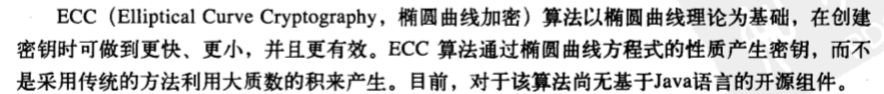 ECC（Elliptical Curve Cryptography，椭圆曲线加密）算法以椭圆曲线理论为基础，在创建
密钥时可做到更快、更小，并且更有效。ECC 算法通过椭圆曲线方程式的性质产生密钥，而不
是采用传统的方法利用大质数的积来产生。目前，对于该算法尚无基于Java语言的开源组件。